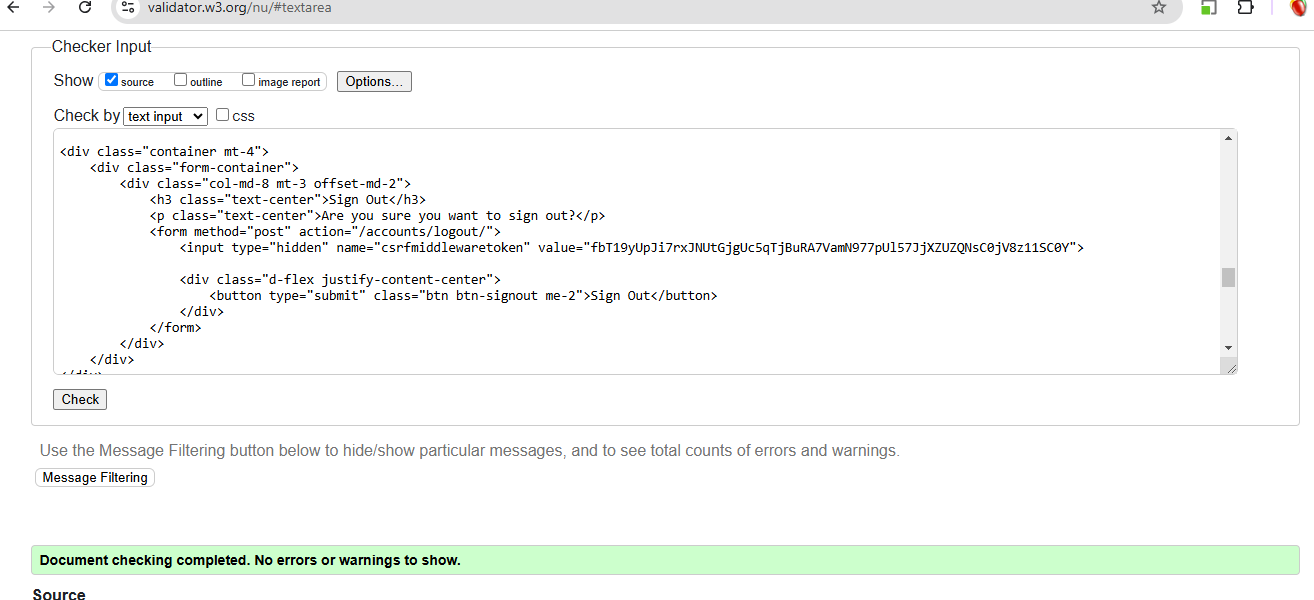 validator.w3.org/nu/#textarea
Checker Input
Show source outline image report Options...
Check by text input css
<div class="container mt-4">
<div class="form-container">
<div class="col-md-8 mt-3 offset-md-2">
<h3 class="text-center">Sign Out</h3>
<p class="text-center">Are you sure you want to sign out?</p>
<form method="post" action="/accounts/logout/">
<input type="hidden" name="csrfmiddlewaretoken" value="fbT19yUpJi7rxJNUtGjgUc5qTjBuRA7VamN977pUl57JjXZUZQNsC0jV8z11SC0Y">
<div class="d-flex justify-content-center">
<button type="submit" class="btn btn-signout me-2">Sign Out</button>
</div>
</form>
</div>
</div>
</div>
Check
Use the Message Filtering button below to hide/show particular messages, and to see total counts of errors and warnings.
Message Filtering
Document checking completed. No errors or warnings to show.
Source